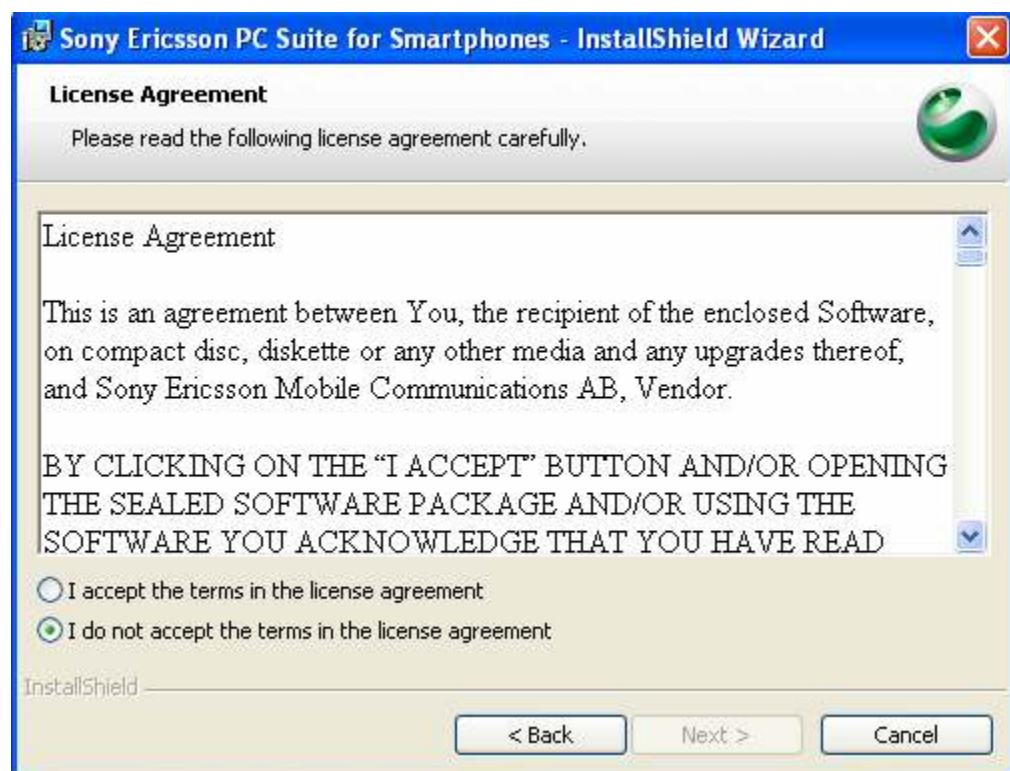 Sony Ericsson PC Suite for Smartphones - InstallShield Wizard
License Agreement
Please read the following license agreement carefully.
License Agreement
This is an agreement between You, the recipient of the enclosed Software,
on compact disc, diskette or any other media and any upgrades thereof,
and Sony Ericsson Mobile Communications AB, Vendor.
BY CLICKING ON THE “I ACCEPT” BUTTON AND/OR OPENING
THE SEALED SOFTWARE PACKAGE AND/OR USING THE
SOFTWARE YOU ACKNOWLEDGE THAT YOU HAVE READ
I accept the terms in the license agreement
I do not accept the terms in the license agreement
InstallShield
< Back Next > Cancel